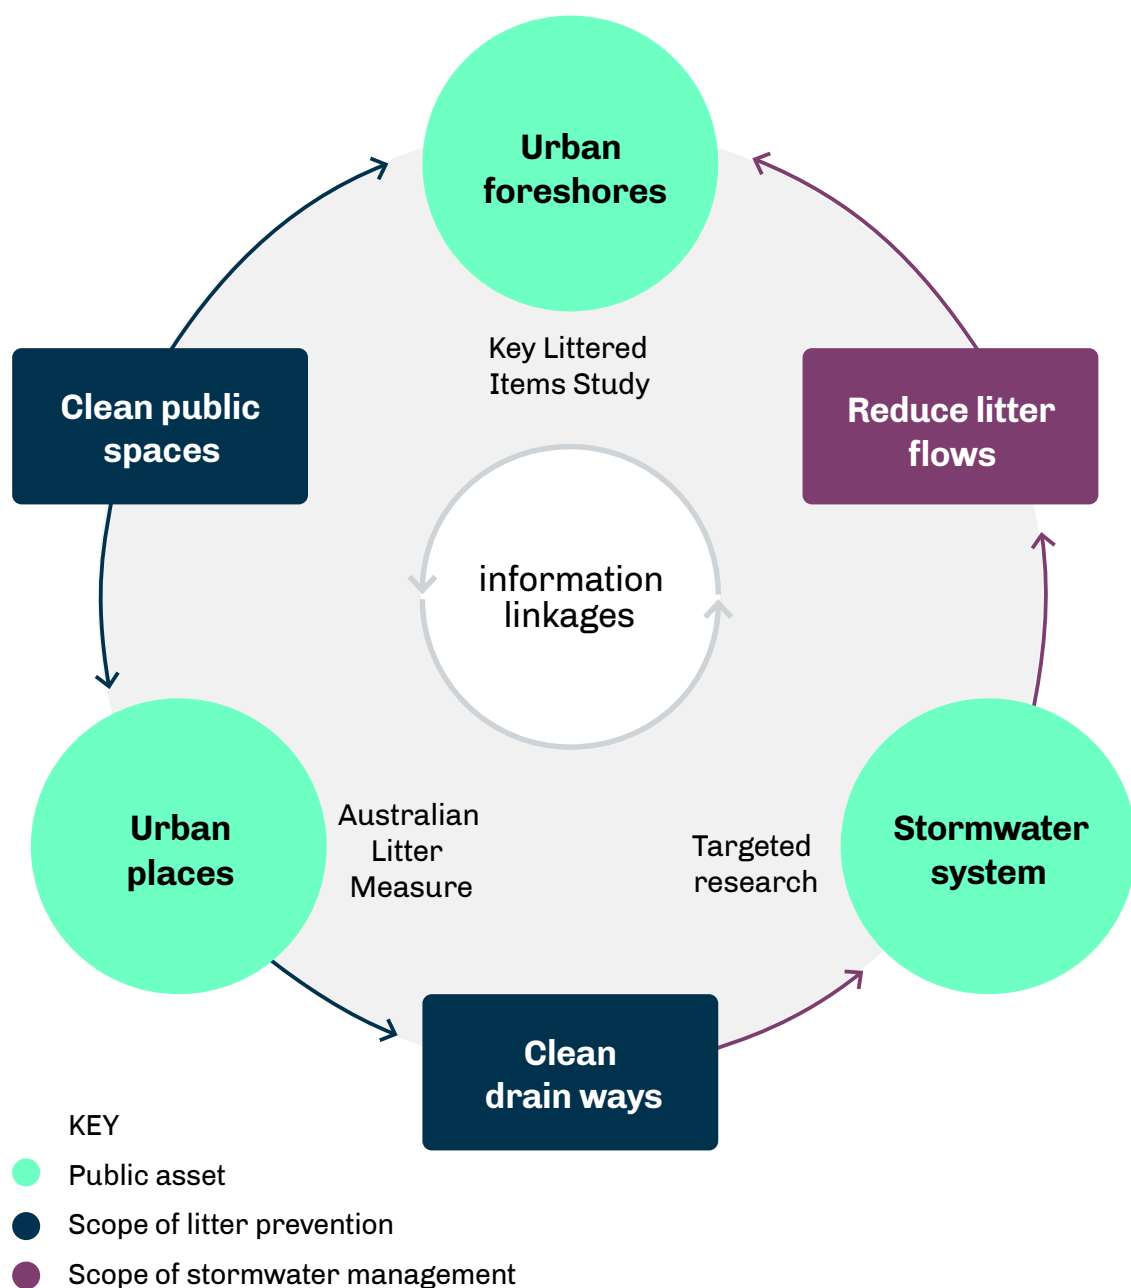 Urban
foreshores
Key Littered
Items Study
Clean public
spaces
Reduce litter
flows
information
linkages
Urban
places
Australian
Litter
Measure
Targeted
research
Stormwater
system
Clean
drain ways
KEY
Public asset
Scope of litter prevention
Scope of stormwater management